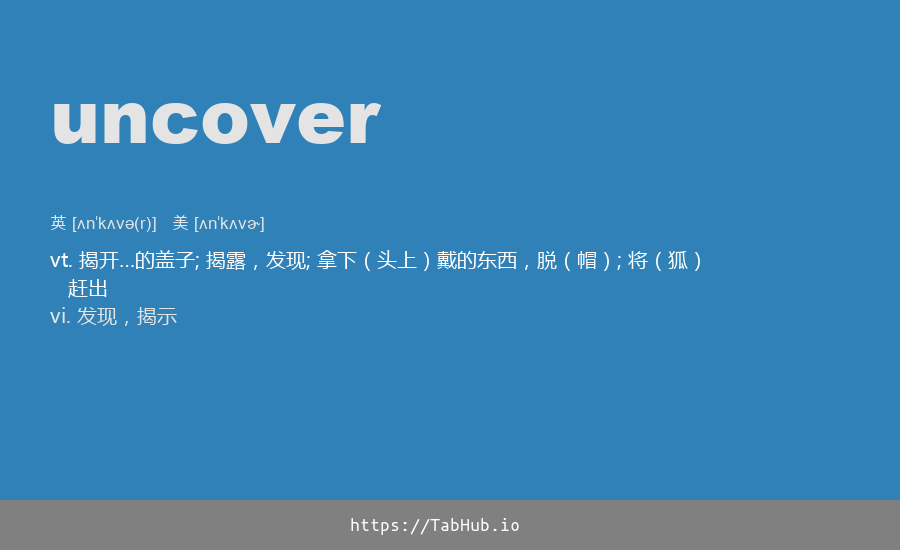 uncover
英 [ʌnˈkʌvə(r)] 美 [ʌnˈkʌvɚ]
vt. 揭开…的盖子; 揭露，发现; 拿下（头上）戴的东西，脱（帽）; 将（狐）
赶出
vi. 发现，揭示
https://TabHub.io